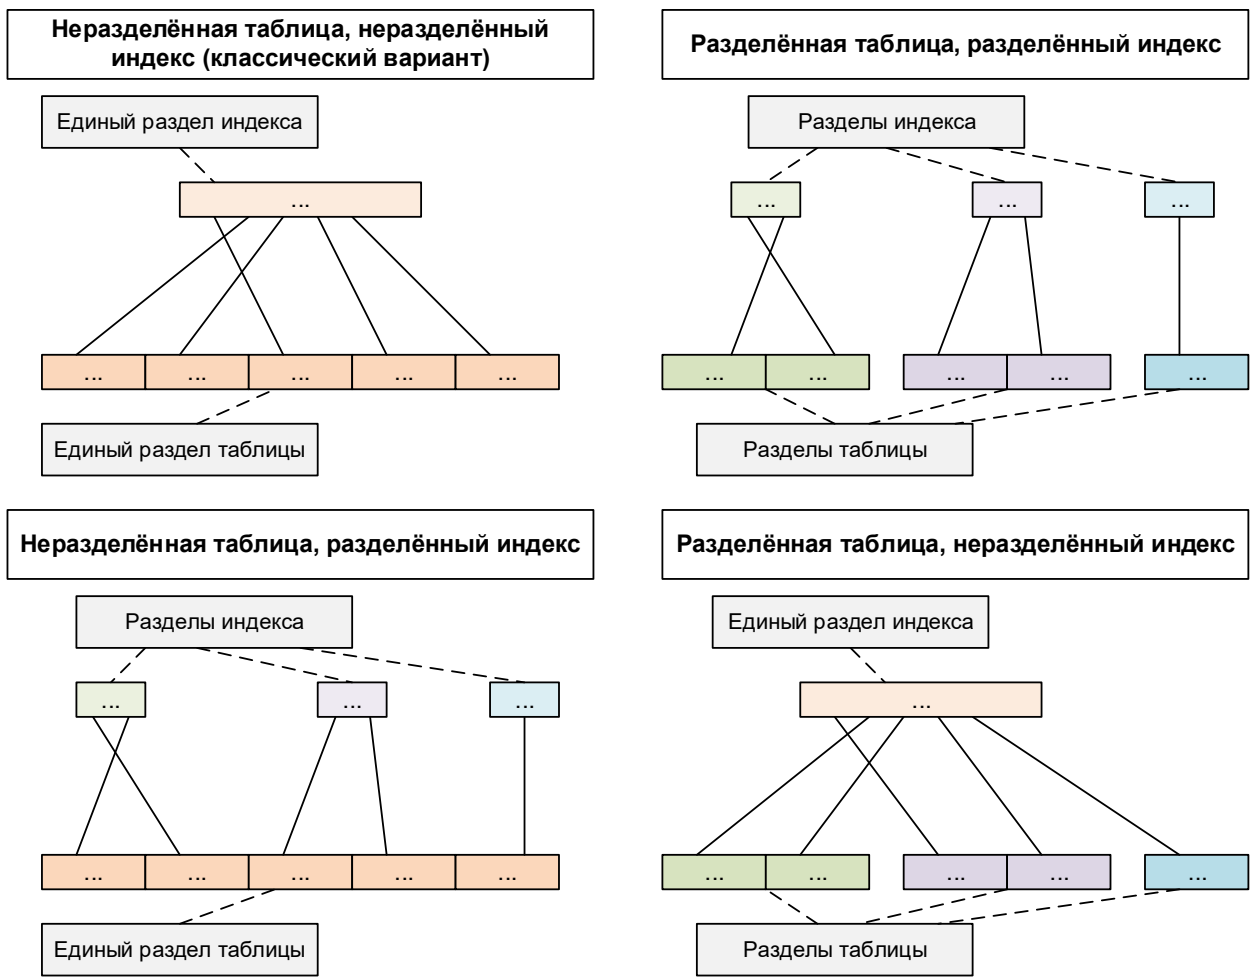 Неразделённая таблица, неразделённый
индекс (классический вариант)
Единый раздел индекса
...
... ... ... ... ...
Единый раздел таблицы
Разделённая таблица, разделённый индекс
Разделы индекса
... ... ...
... ... ... ... ...
Разделы таблицы
Неразделённая таблица, разделённый индекс
Разделы индекса
... ... ...
... ... ... ... ...
Единый раздел таблицы
Разделённая таблица, неразделённый индекс
Единый раздел индекса
...
... ... ... ... ...
Разделы таблицы